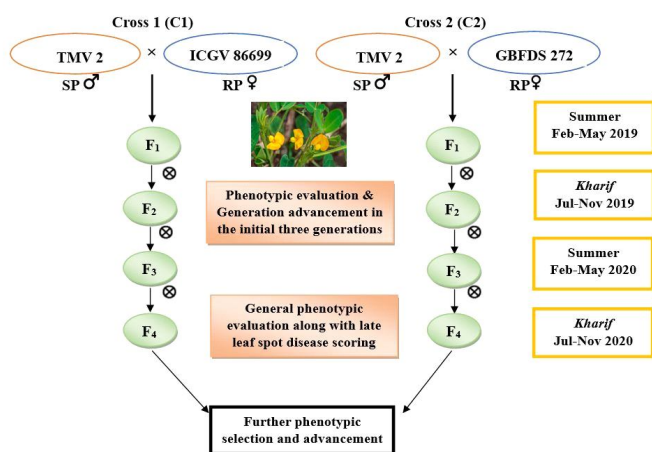 Cross 1 (C1)
Cross 2 (C2)
TMV 2
×
ICGV 86699
TMV 2
×
GBFDS 272
SP ♂
RP ♀
SP ♂
RP ♀
F₁
F₁
Summer
Feb-May 2019
⊗
⊗
Phenotypic evaluation &
Generation advancement in
the initial three generations
F₂
F₂
Kharif
Jul-Nov 2019
⊗
⊗
F₃
F₃
Summer
Feb-May 2020
⊗
⊗
General phenotypic
evaluation along with late
leaf spot disease scoring
F₄
F₄
Kharif
Jul-Nov 2020
Further phenotypic
selection and advancement